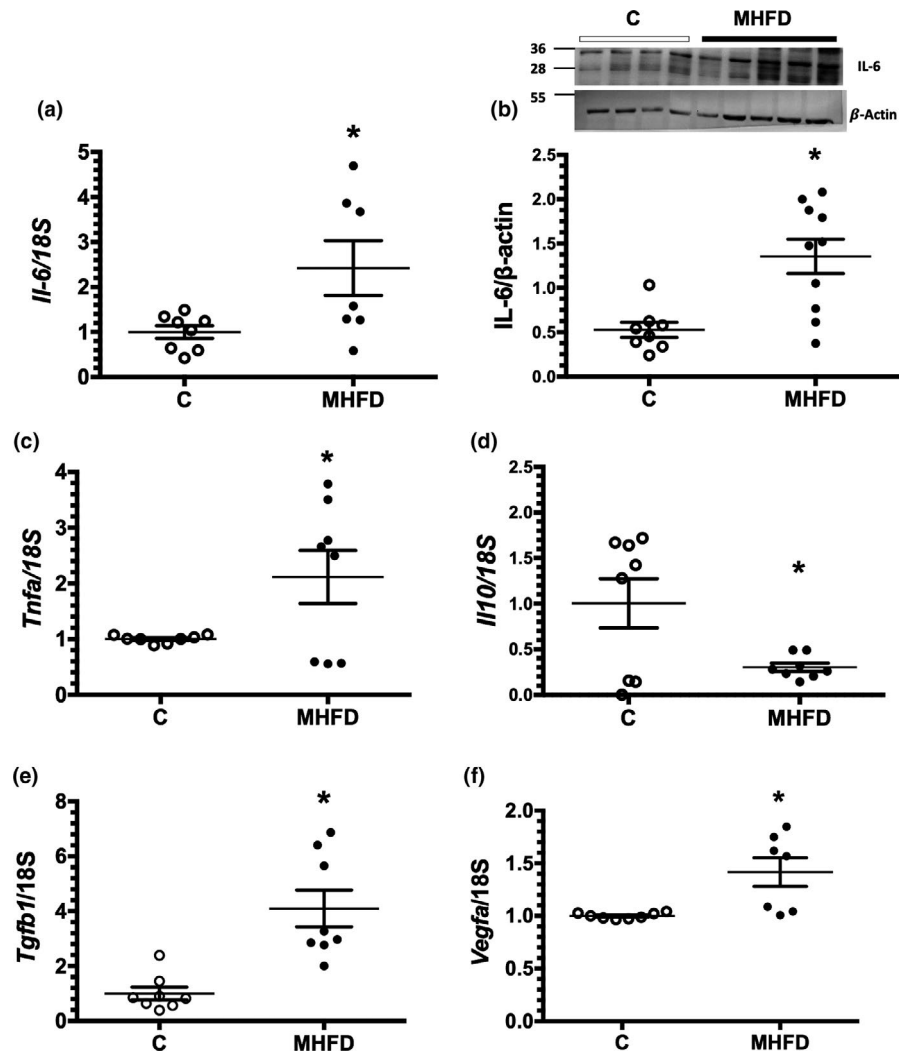 C MHFD
36
28
IL-6
55
β-Actin
(a)
*
5
4
3
2
1
0
Il-6/18S
C MHFD
(b)
*
2.5
2.0
1.5
1.0
0.5
0.0
IL-6/β-actin
C MHFD
(c)
*
4
3
2
1
0
Tnfa/18S
C MHFD
(d)
*
2.5
2.0
1.5
1.0
0.5
0.0
Il10/18S
C MHFD
(e)
*
8
6
4
2
0
Tgfb1/18S
C MHFD
(f)
*
2.0
1.5
1.0
0.5
0.0
Vegfa/18S
C MHFD